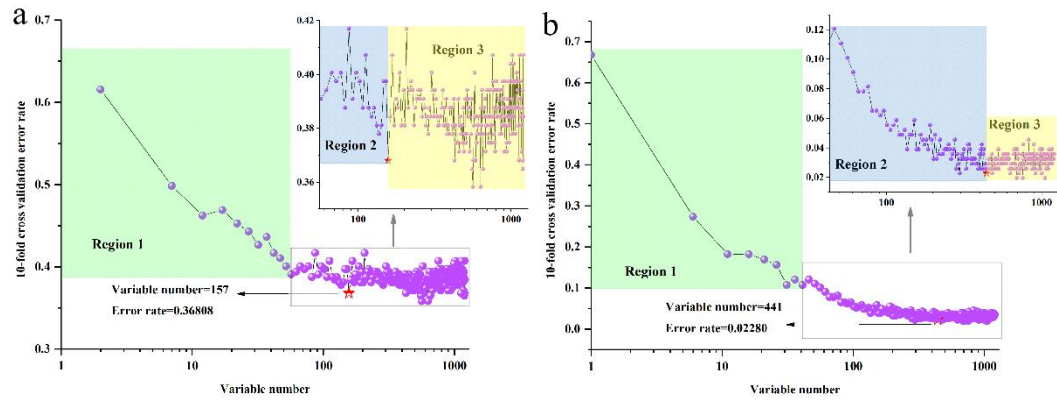 a
0.7
0.6
0.5
0.4
0.3
10-fold cross validation error rate
1
10
100
1000
Variable number
Region 1
Variable number=157
Error rate=0.36808
0.42
0.40
0.38
0.36
100
1000
Region 2
Region 3
b
0.7
0.6
0.5
0.4
0.3
0.2
0.1
0.0
10-fold cross validation error rate
1
10
100
1000
Variable number
Region 1
Variable number=441
Error rate=0.02280
0.12
0.10
0.08
0.06
0.04
0.02
100
1000
Region 2
Region 3